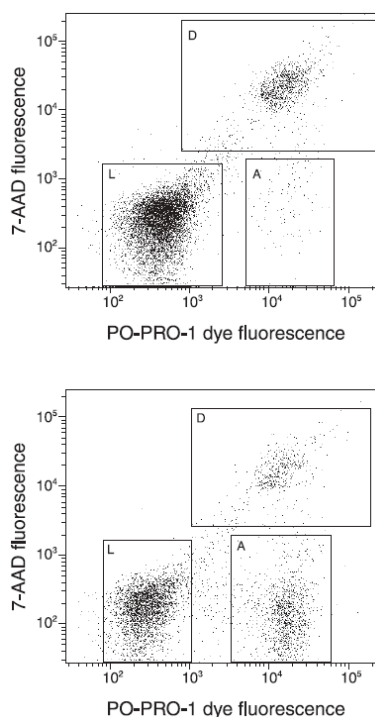 D
10⁵
10⁴
7-AAD fluorescence
10³
L
A
10²
10² 10³ 10⁴ 10⁵
PO-PRO-1 dye fluorescence
D
10⁵
10⁴
7-AAD fluorescence
10³
L
A
10²
10² 10³ 10⁴ 10⁵
PO-PRO-1 dye fluorescence